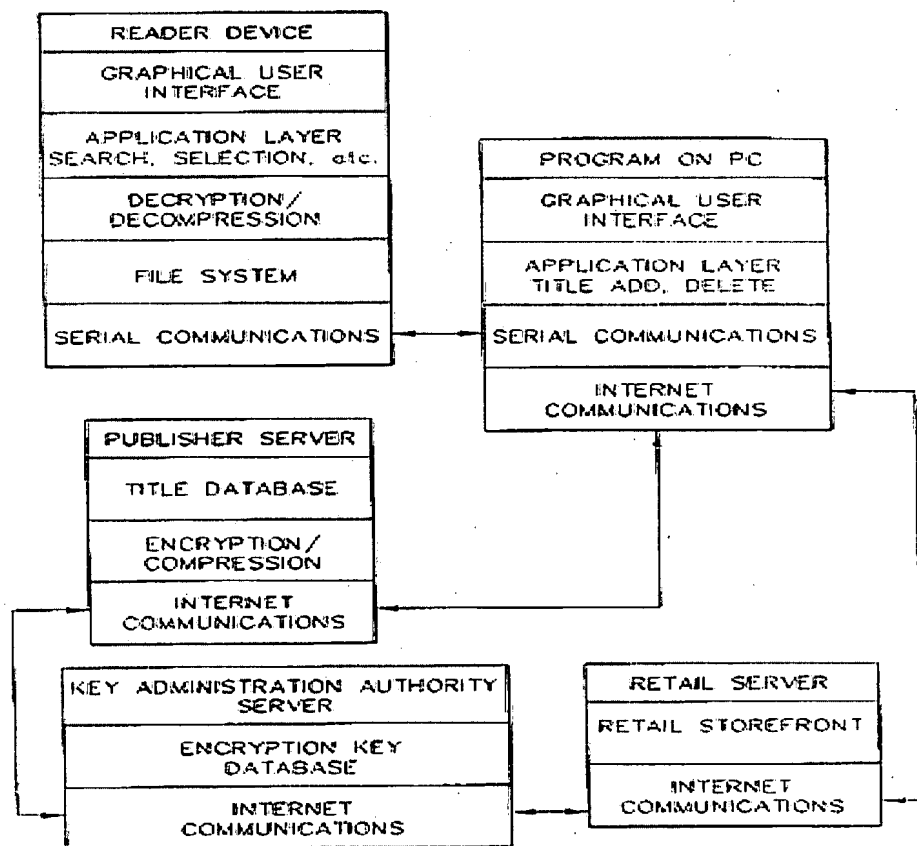 READER DEVICE
GRAPHICAL USER
INTERFACE
APPLICATION LAYER
SEARCH, SELECTION, etc.
DECRYPTION/
DECOMPRESSION
FILE SYSTEM
SERIAL COMMUNICATIONS
PROGRAM ON PC
GRAPHICAL USER
INTERFACE
APPLICATION LAYER
TITLE ADD, DELETE
SERIAL COMMUNICATIONS
INTERNET
COMMUNICATIONS
PUBLISHER SERVER
TITLE DATABASE
ENCRYPTION/
COMPRESSION
INTERNET
COMMUNICATIONS
KEY ADMINISTRATION AUTHORITY
SERVER
ENCRYPTION KEY
DATABASE
INTERNET
COMMUNICATIONS
RETAIL SERVER
RETAIL STOREFRONT
INTERNET
COMMUNICATIONS